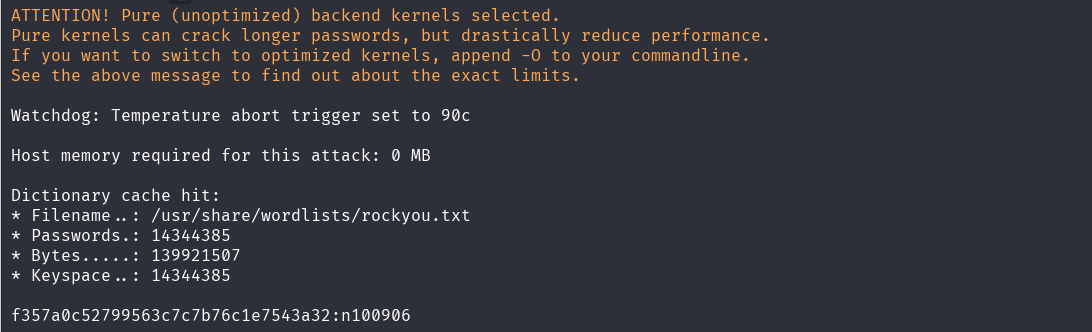 ATTENTION! Pure (unoptimized) backend kernels selected.
Pure kernels can crack longer passwords, but drastically reduce performance.
If you want to switch to optimized kernels, append -O to your commandline.
See the above message to find out about the exact limits.
Watchdog: Temperature abort trigger set to 90c
Host memory required for this attack: 0 MB
Dictionary cache hit:
* Filename..: /usr/share/wordlists/rockyou.txt
* Passwords.: 14344385
* Bytes.....: 139921507
* Keyspace..: 14344385
f357a0c52799563c7c7b76c1e7543a32:n100906